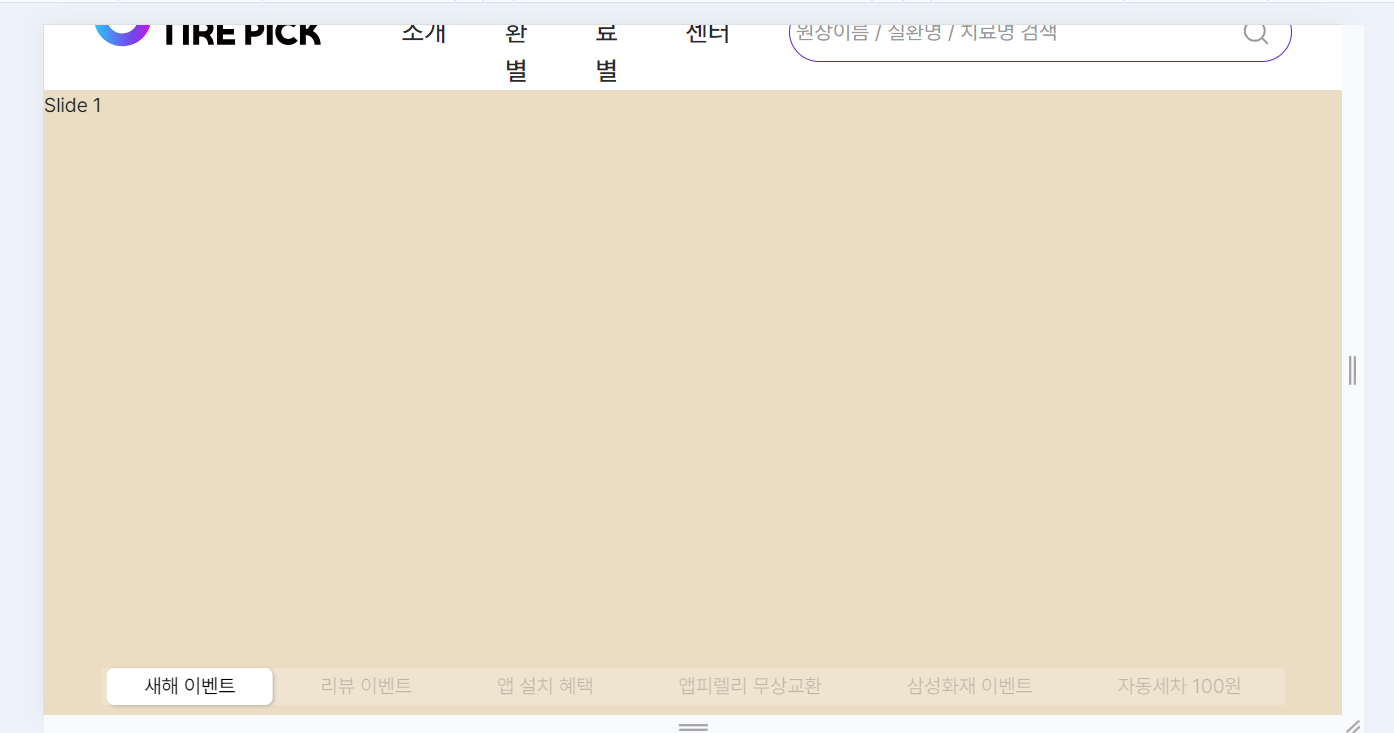 TIRE PICK
소개
환
별
료
별
센터
원장이름 / 질환명 / 치료명 검색
Slide 1
새해 이벤트
리뷰 이벤트
앱 설치 혜택
앱피렐리 무상교환
삼성화재 이벤트
자동세차 100원